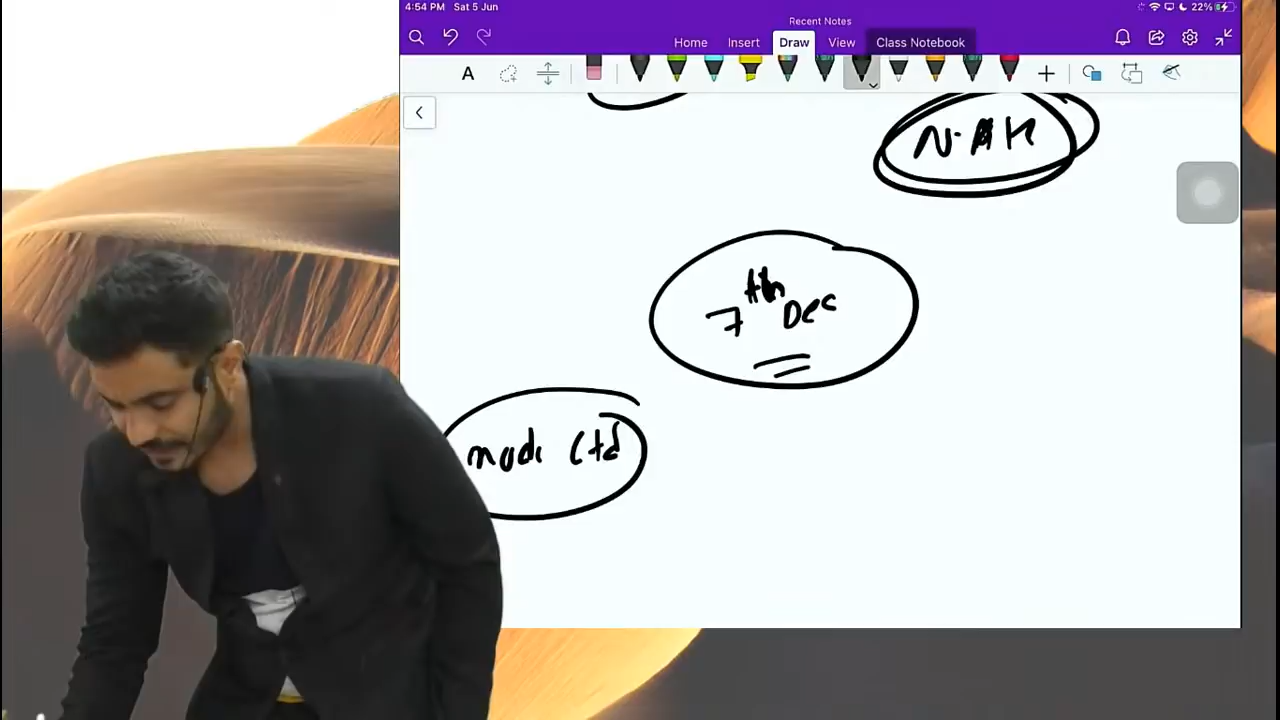 4:54 PM Sat 5 Jun
22%
Recent Notes
Home Insert Draw View Class Notebook
A
7th Dec
modi Ltd